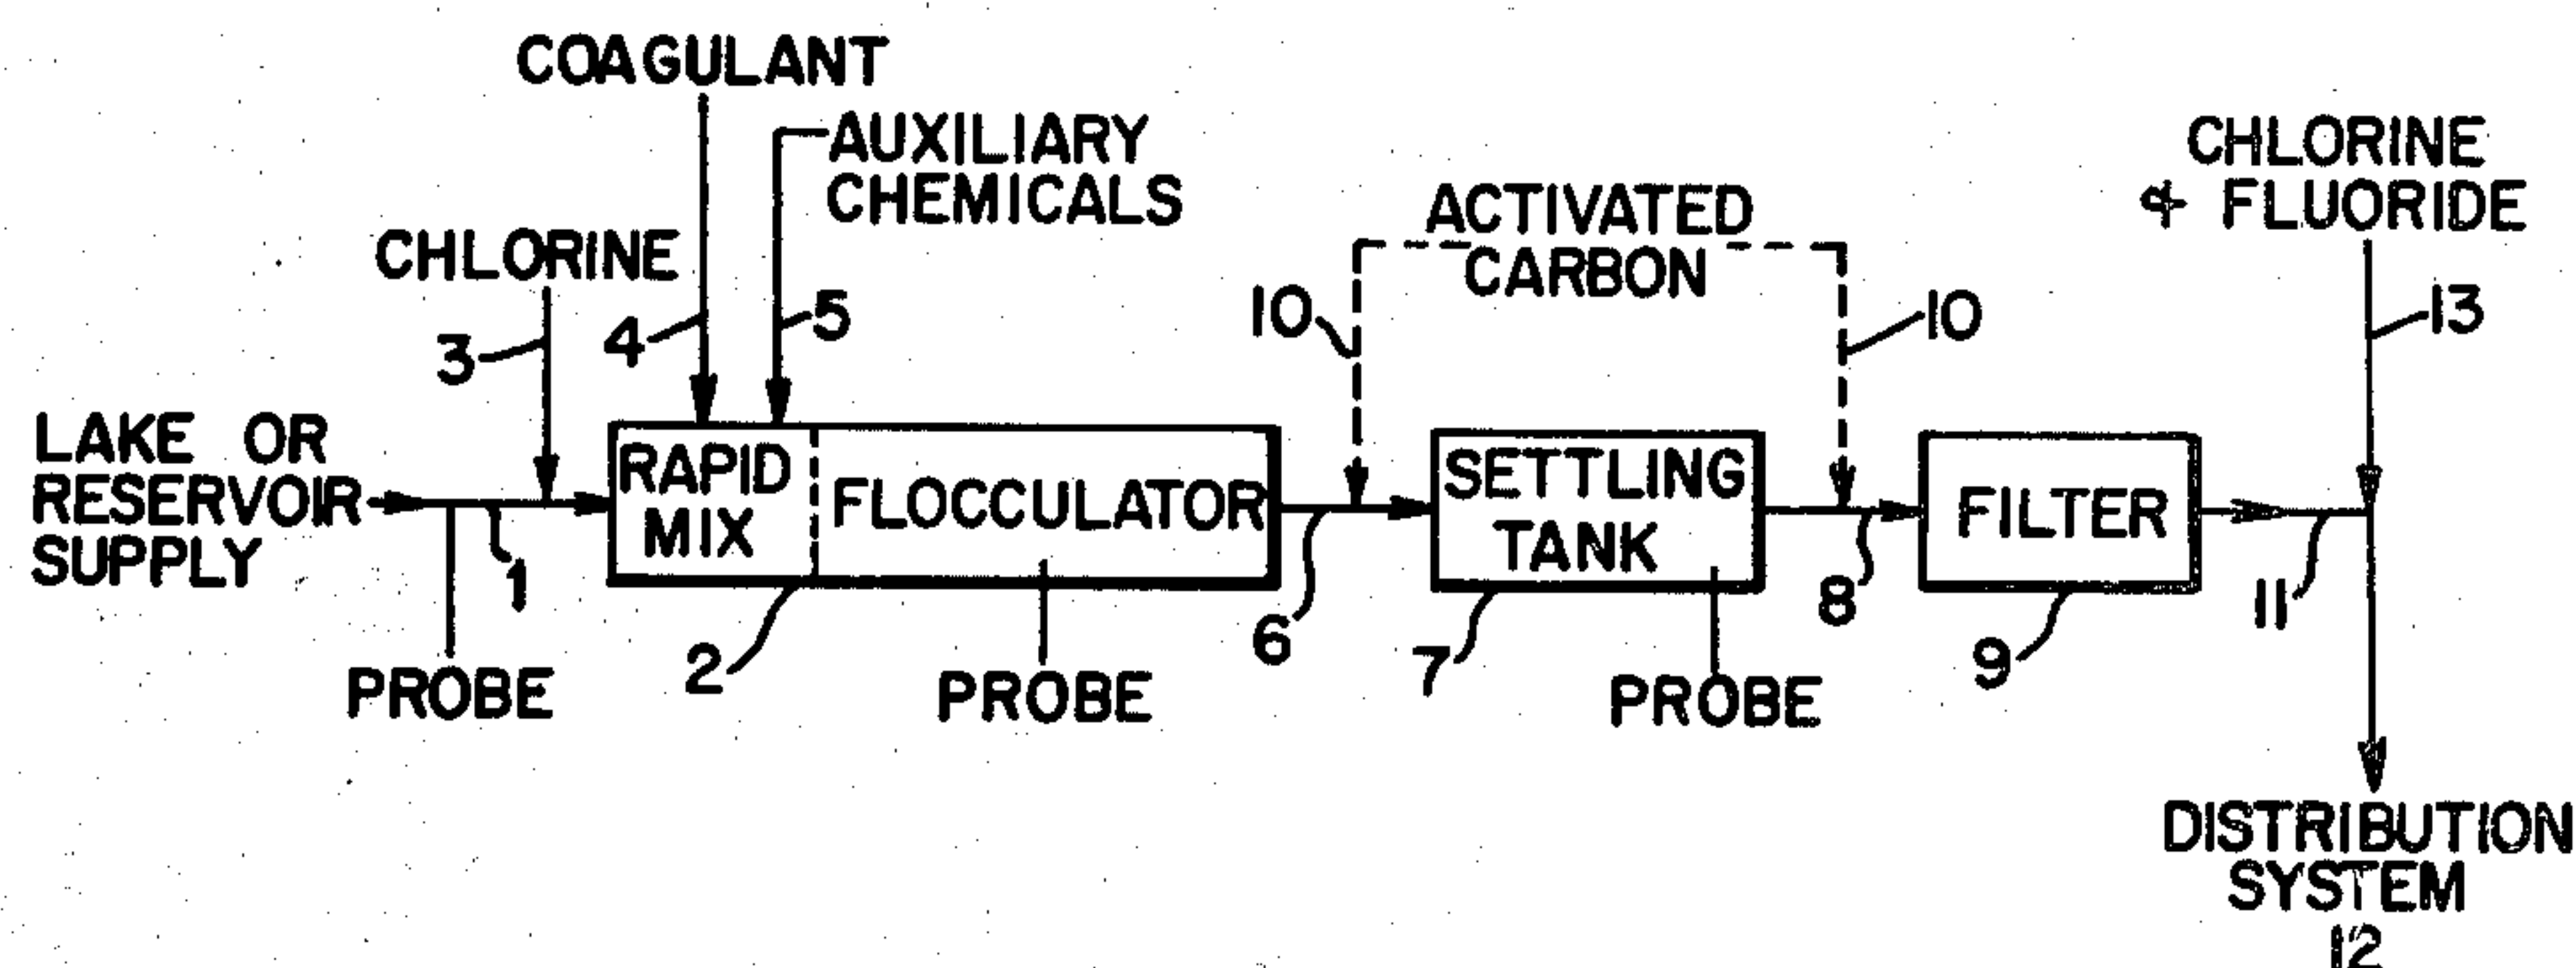 COAGULANT
AUXILIARY
CHEMICALS
CHLORINE
3
4
5
LAKE OR
RESERVOIR
SUPPLY
1
PROBE
RAPID
MIX
FLOCCULATOR
2
PROBE
ACTIVATED
CARBON
10
10
6
SETTLING
TANK
7
PROBE
8
FILTER
9
CHLORINE
& FLUORIDE
13
11
DISTRIBUTION
SYSTEM
12